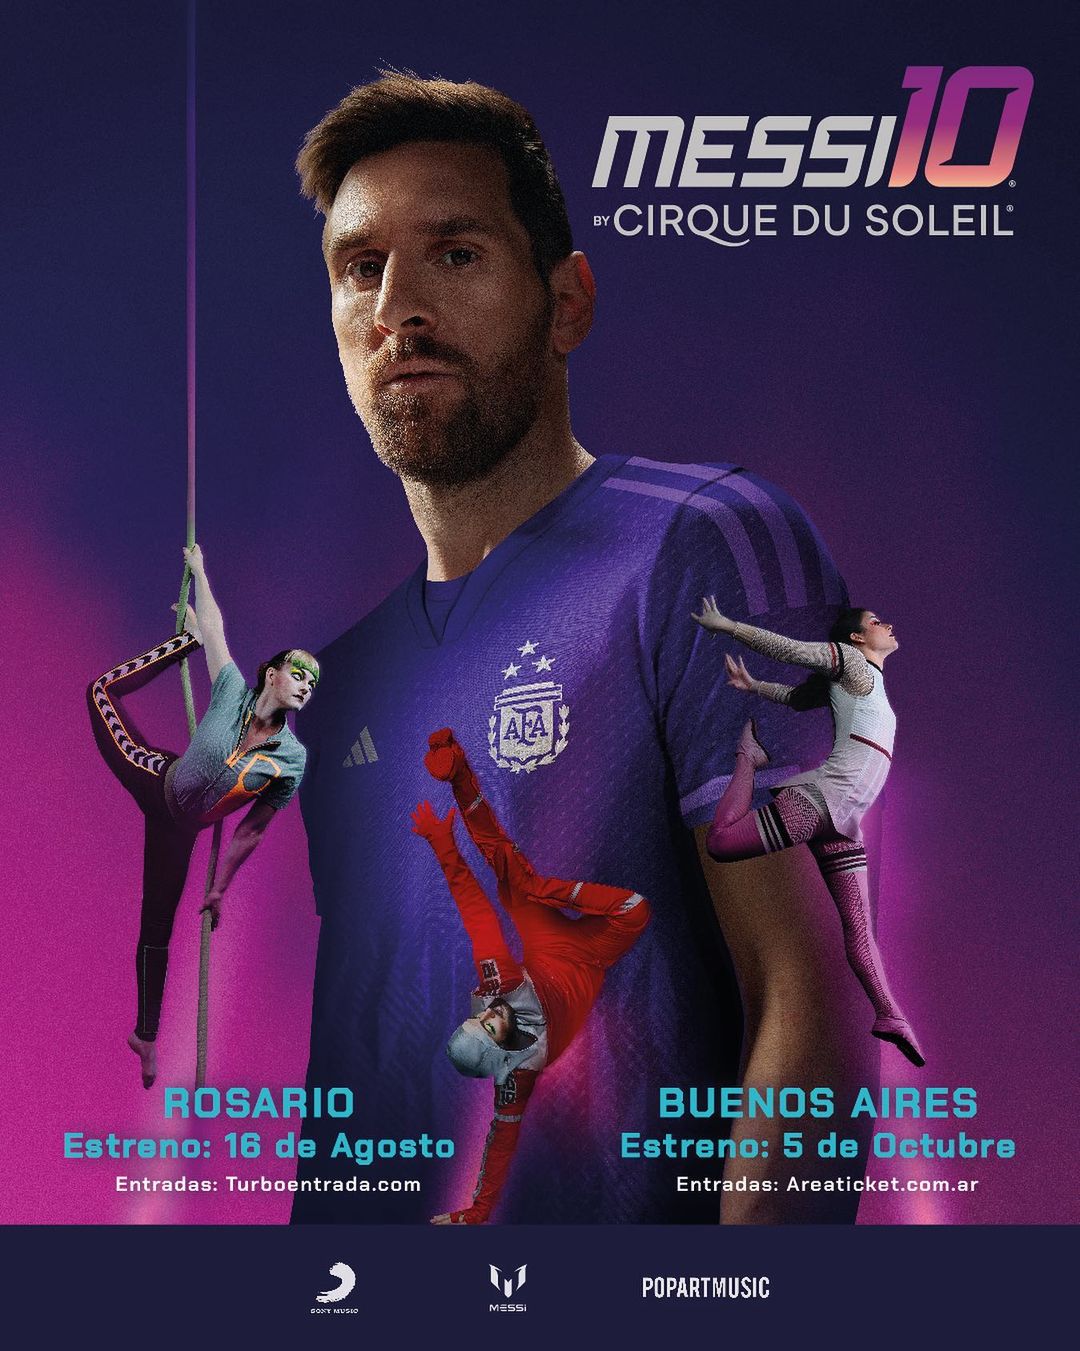 MESSI10
BY CIRQUE DU SOLEIL®
AFA
ROSARIO
Estreno: 16 de Agosto
Entradas: Turboentrada.com
BUENOS AIRES
Estreno: 5 de Octubre
Entradas: Areaticket.com.ar
SONY MUSIC
MESSI
POPARTMUSIC